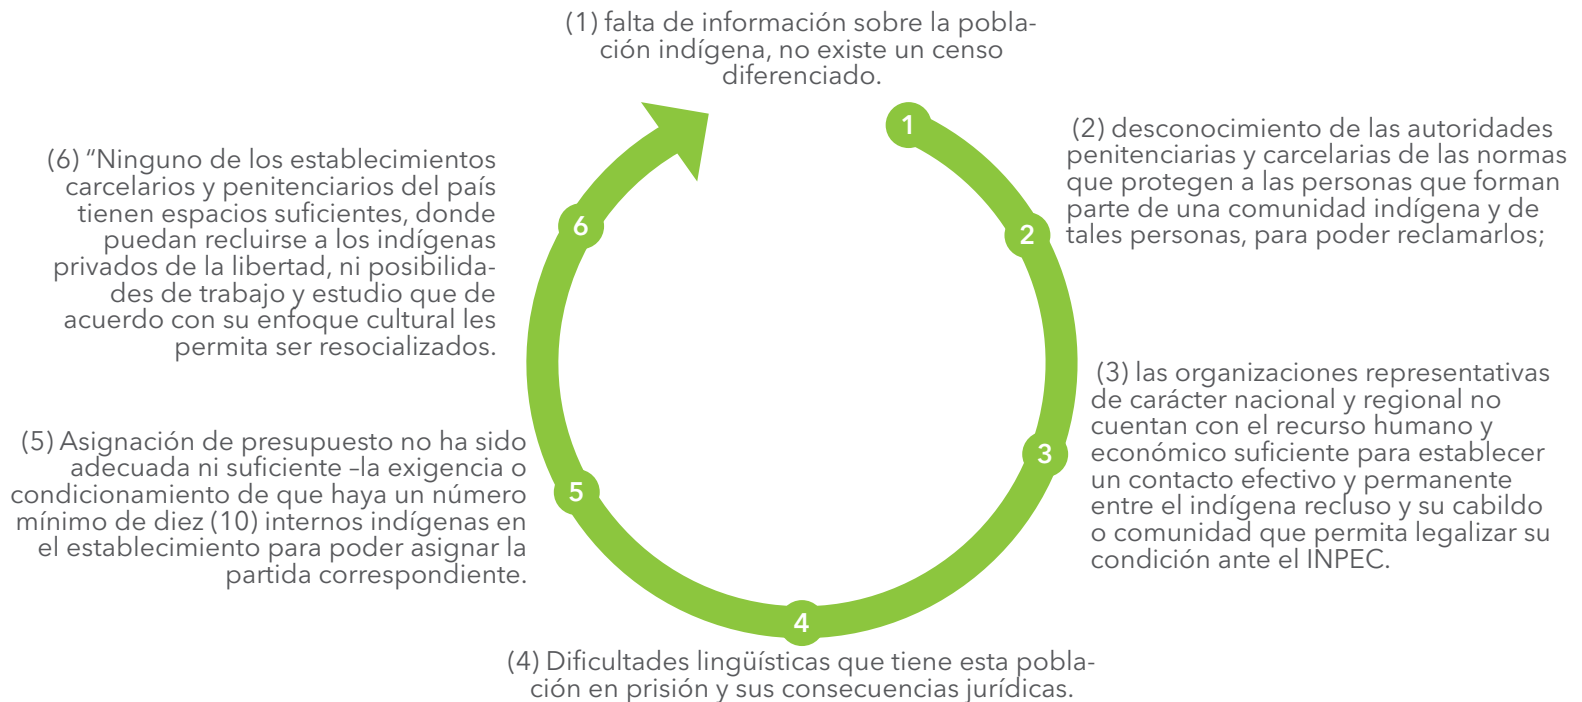 (1) falta de información sobre la pobla-
ción indígena, no existe un censo
diferenciado.
1
(2) desconocimiento de las autoridades
penitenciarias y carcelarias de las normas
que protegen a las personas que forman
parte de una comunidad indígena y de
tales personas, para poder reclamarlos;
2
(3) las organizaciones representativas
de carácter nacional y regional no
cuentan con el recurso humano y
económico suficiente para establecer
un contacto efectivo y permanente
entre el indígena recluso y su cabildo
o comunidad que permita legalizar su
condición ante el INPEC.
3
4
(4) Dificultades lingüísticas que tiene esta pobla-
ción en prisión y sus consecuencias jurídicas.
(5) Asignación de presupuesto no ha sido
adecuada ni suficiente –la exigencia o
condicionamiento de que haya un número
mínimo de diez (10) internos indígenas en
el establecimiento para poder asignar la
partida correspondiente.
5
(6) “Ninguno de los establecimientos
carcelarios y penitenciarios del país
tienen espacios suficientes, donde
puedan recluirse a los indígenas
privados de la libertad, ni posibilida-
des de trabajo y estudio que de
acuerdo con su enfoque cultural les
permita ser resocializados.
6